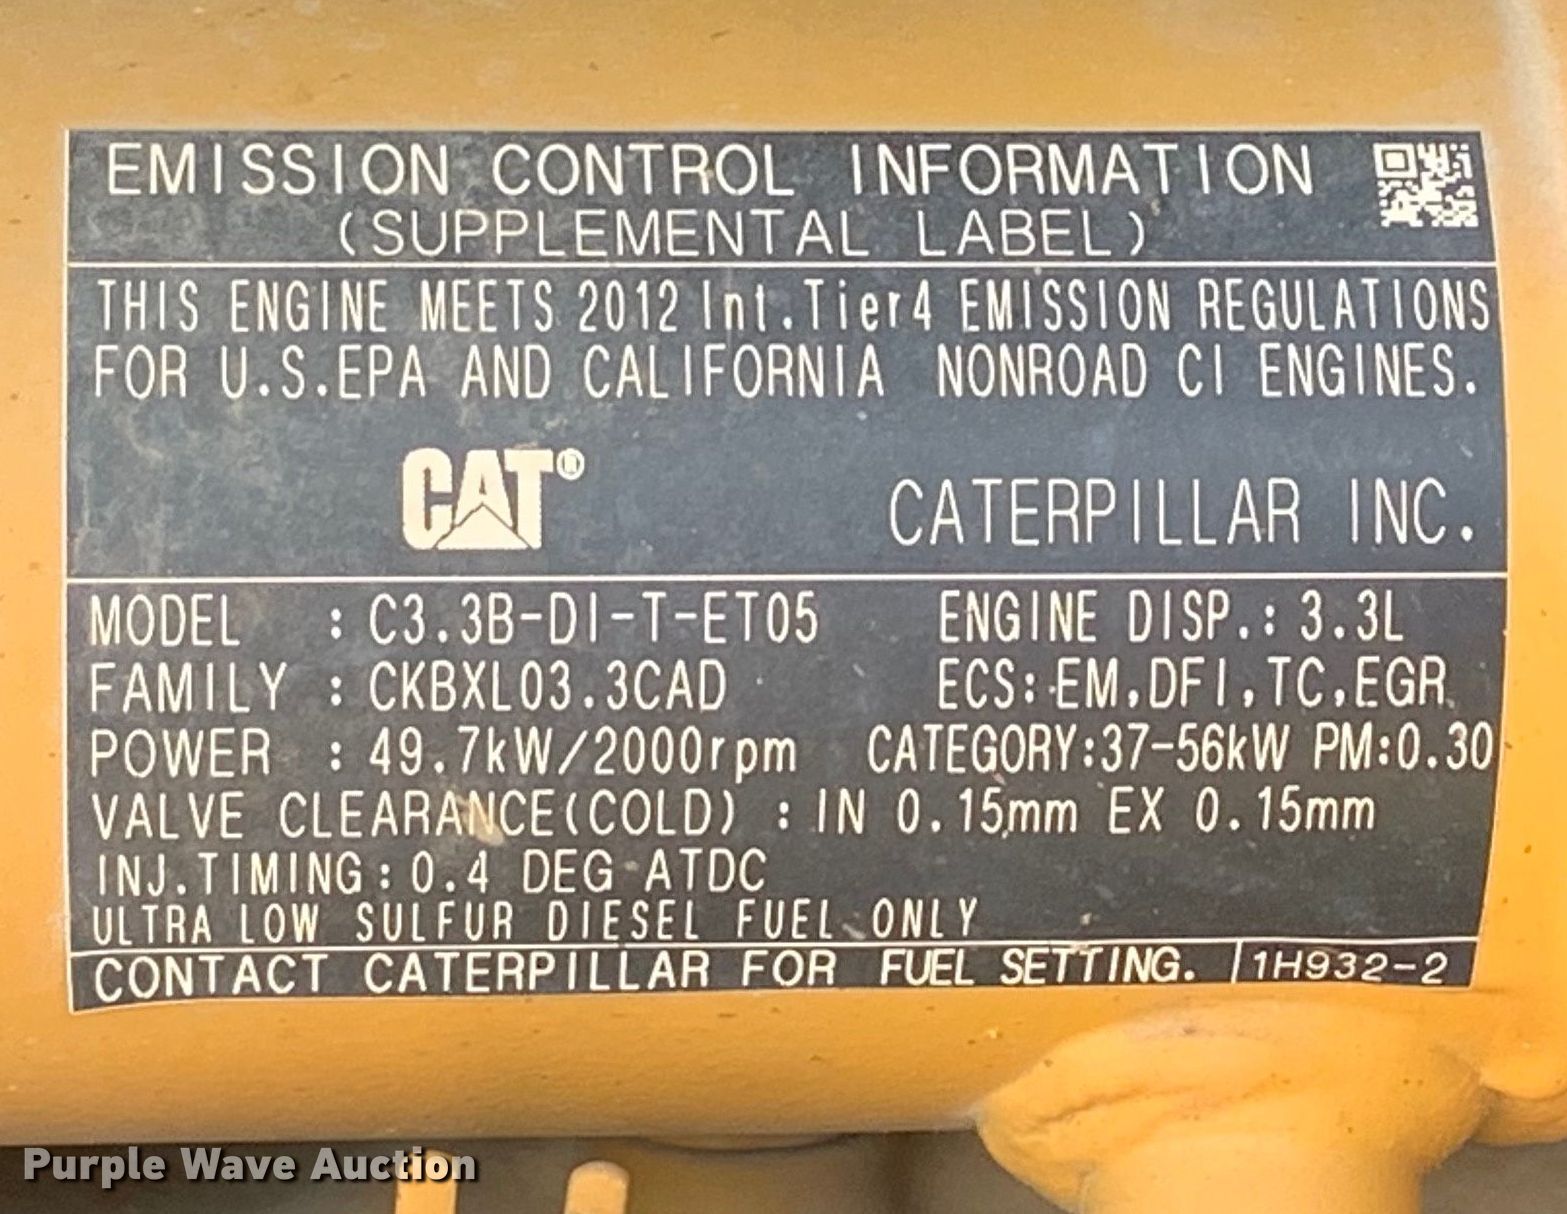 EMISSION CONTROL INFORMATION
(SUPPLEMENTAL LABEL)
THIS ENGINE MEETS 2012 Int.Tier4 EMISSION REGULATIONS
FOR U.S.EPA AND CALIFORNIA NONROAD CI ENGINES.
CAT® CATERPILLAR INC.
MODEL : C3.3B-DI-T-ET05 ENGINE DISP.: 3.3L
FAMILY : CKBXL03.3CAD ECS: EM,DFI,TC,EGR
POWER : 49.7kW/2000rpm CATEGORY:37-56kW PM:0.30
VALVE CLEARANCE(COLD) : IN 0.15mm EX 0.15mm
INJ.TIMING:0.4 DEG ATDC
ULTRA LOW SULFUR DIESEL FUEL ONLY
CONTACT CATERPILLAR FOR FUEL SETTING. 1H932-2
Purple Wave Auction